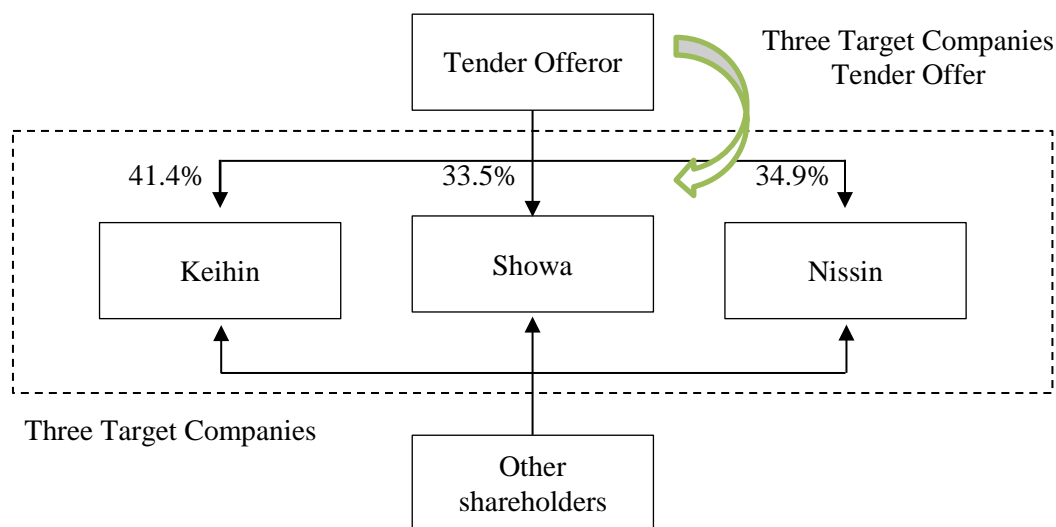 Tender Offeror
Three Target Companies
Tender Offer
41.4%
33.5%
34.9%
Keihin
Showa
Nissin
Three Target Companies
Other
shareholders